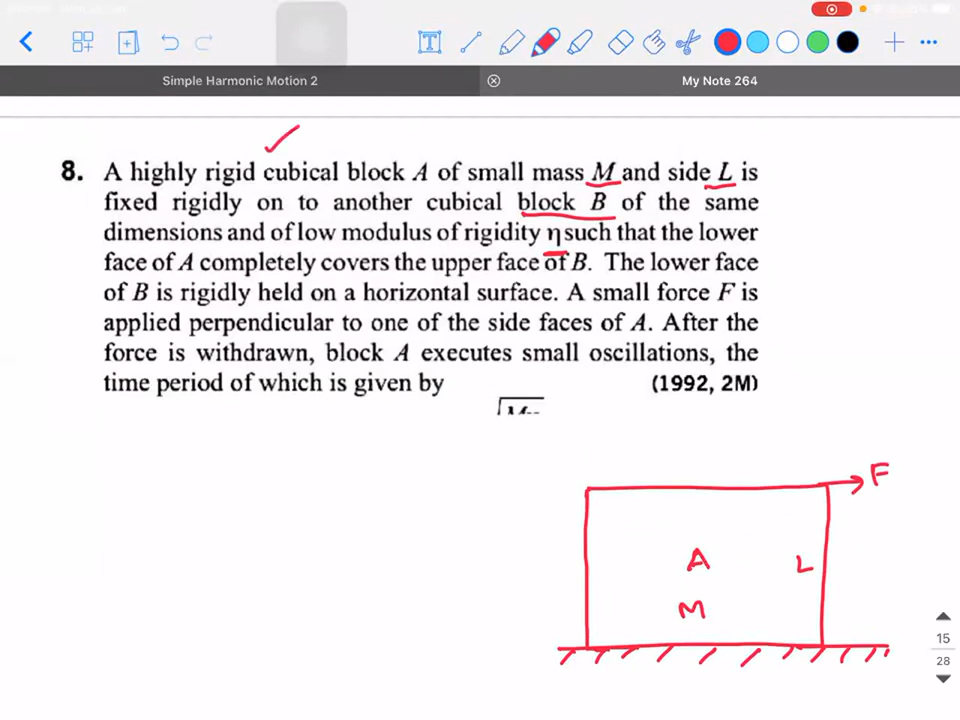 Simple Harmonic Motion 2
My Note 264
8. A highly rigid cubical block A of small mass M and side L is
fixed rigidly on to another cubical block B of the same
dimensions and of low modulus of rigidity η such that the lower
face of A completely covers the upper face of B. The lower face
of B is rigidly held on a horizontal surface. A small force F is
applied perpendicular to one of the side faces of A. After the
force is withdrawn, block A executes small oscillations, the
time period of which is given by (1992, 2M)
F
A
L
M
15
28